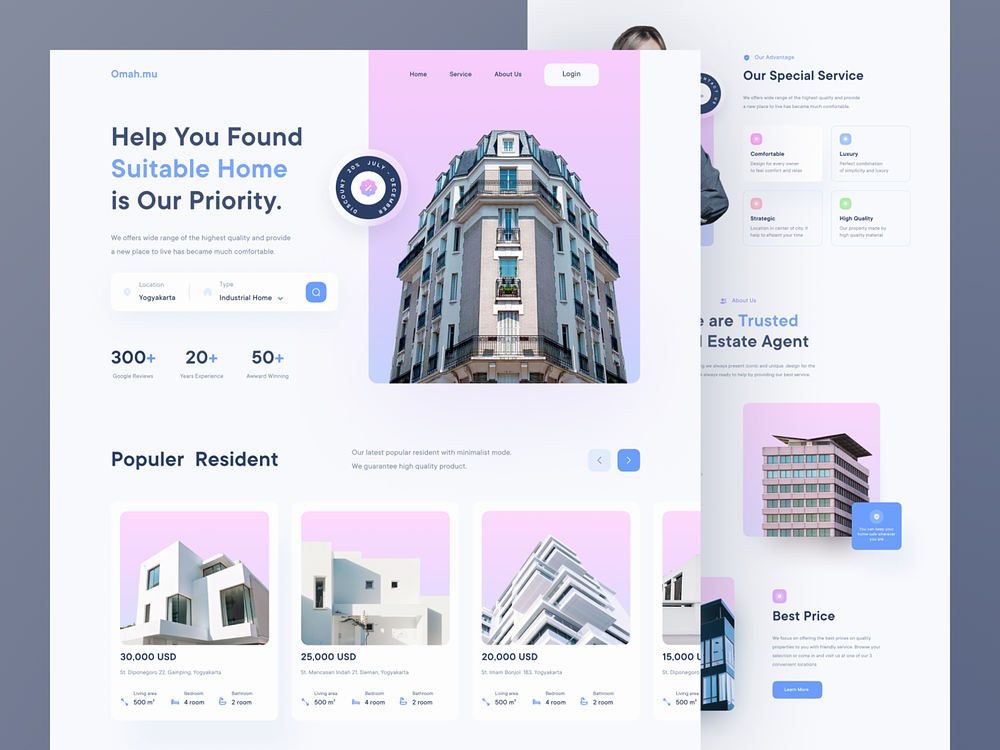 Omah.mu
Home
Service
About Us
Login
Help You Found
Suitable Home
is Our Priority.
DISCOUNT 20% JULY - DECEMBER
We offers wide range of the highest quality and provide
a new place to live has became much comfortable.
Location
Yogyakarta
Type
Industrial Home
300+
Google Reviews
20+
Years Experience
50+
Awward Winning
Populer Resident
Our latest popular resident with minimalist mode.
We guarantee high quality product.
30,000 USD
St. Diponegoro 22, Gamping, Yogyakarta
Living area
500 m²
Bedroom
4 room
Bathroom
2 room
25,000 USD
St. Mancasan Indah 21, Sleman, Yogyakarta
Living area
500 m²
Bedroom
4 room
Bathroom
2 room
20,000 USD
St. Imam Bonjol 183, Yogyakarta
Living area
500 m²
Bedroom
4 room
Bathroom
2 room
15,000 U
St. Diponegor
Living area
500 m²
Our Advantage
Our Special Service
We offers wide range of the highest quality and provide
a new place to live has became much comfortable.
Comfortable
Design for every owner
to feel comfort and relax
Luxury
Perfect combination
of simplicity and luxury
Strategic
Location in center of city, it
help to efisient your time
High Quality
Our property made by
high quality material
About Us
e are Trusted
l Estate Agent
we always present iconic and unique design for the
always ready to help by providing our best service.
You can keep your
home safe wherever
you are
Best Price
We focus on offering the best prices on quality
properties to you with friendly service. Browse your
selection or come in and visit us at one of our 3
convenient locations
Learn More